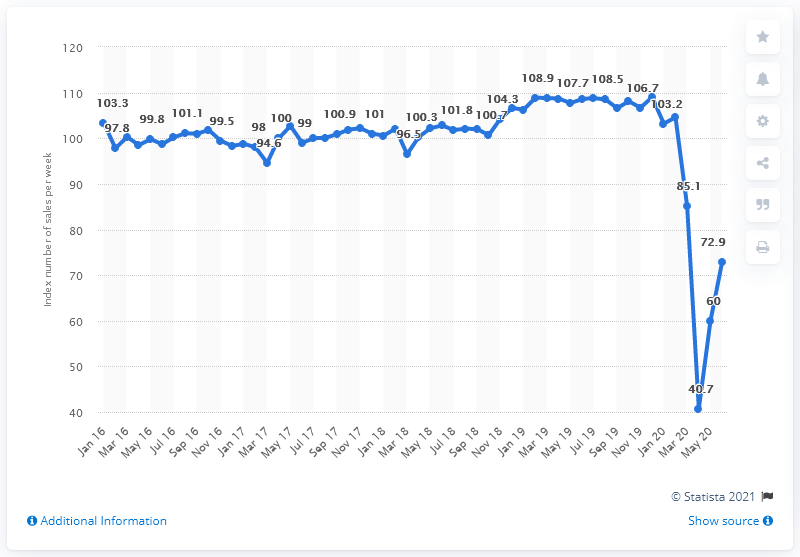 120
110
100
90
80
70
60
50
40
Index number of sales per week
103.3
97.8
99.8
101.1
99.5
98
94.6
100
99
100.9
101
96.5
100.3
101.8
100.7
104.3
108.9
107.7
108.5
106.7
103.2
85.1
40.7
60
72.9
Jan 16
Mar 16
May 16
Jul 16
Sep 16
Nov 16
Jan 17
Mar 17
May 17
Jul 17
Sep 17
Nov 17
Jan 18
Mar 18
May 18
Jul 18
Sep 18
Nov 18
Jan 19
Mar 19
May 19
Jul 19
Sep 19
Nov 19
Jan 20
Mar 20
May 20
© Statista 2021
Additional Information
Show source